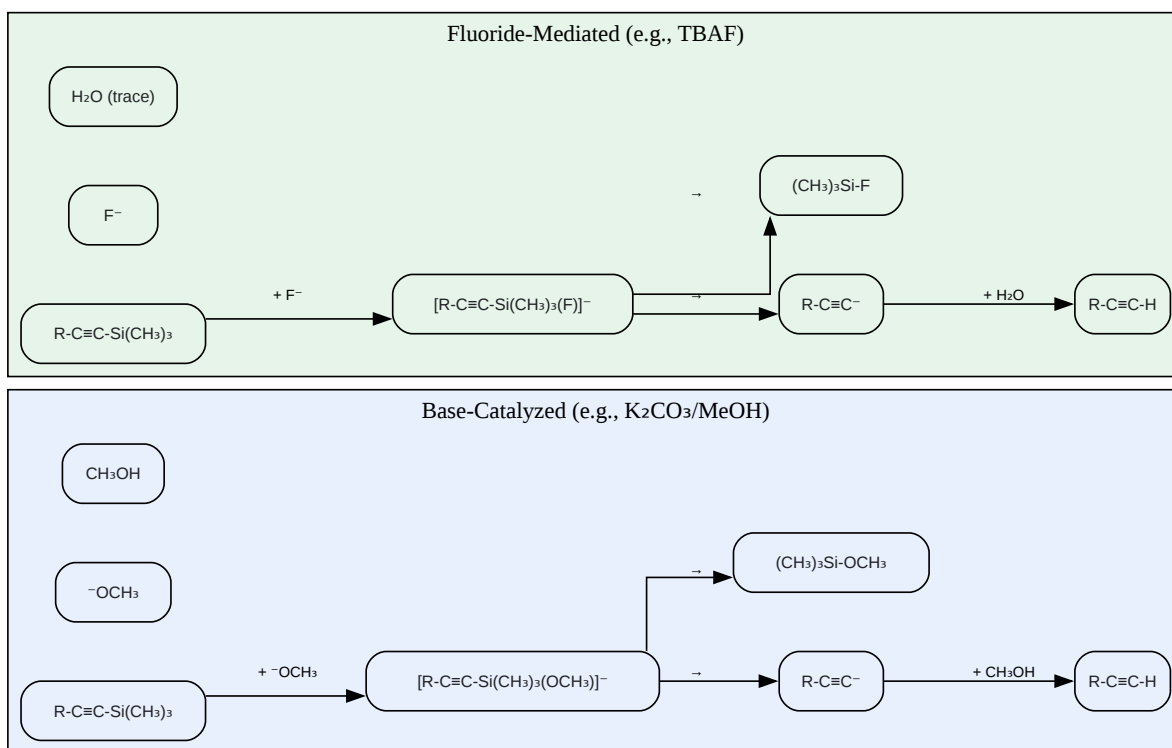 Fluoride-Mediated (e.g., TBAF)
H₂O (trace)
(CH₃)₃Si-F
→
F⁻
+ F⁻
→
+ H₂O
[R-C≡C-Si(CH₃)₃(F)]⁻
R-C≡C⁻
R-C≡C-H
R-C≡C-Si(CH₃)₃
Base-Catalyzed (e.g., K₂CO₃/MeOH)
CH₃OH
(CH₃)₃Si-OCH₃
→
⁻OCH₃
+ ⁻OCH₃
→
+ CH₃OH
[R-C≡C-Si(CH₃)₃(OCH₃)]⁻
R-C≡C⁻
R-C≡C-H
R-C≡C-Si(CH₃)₃